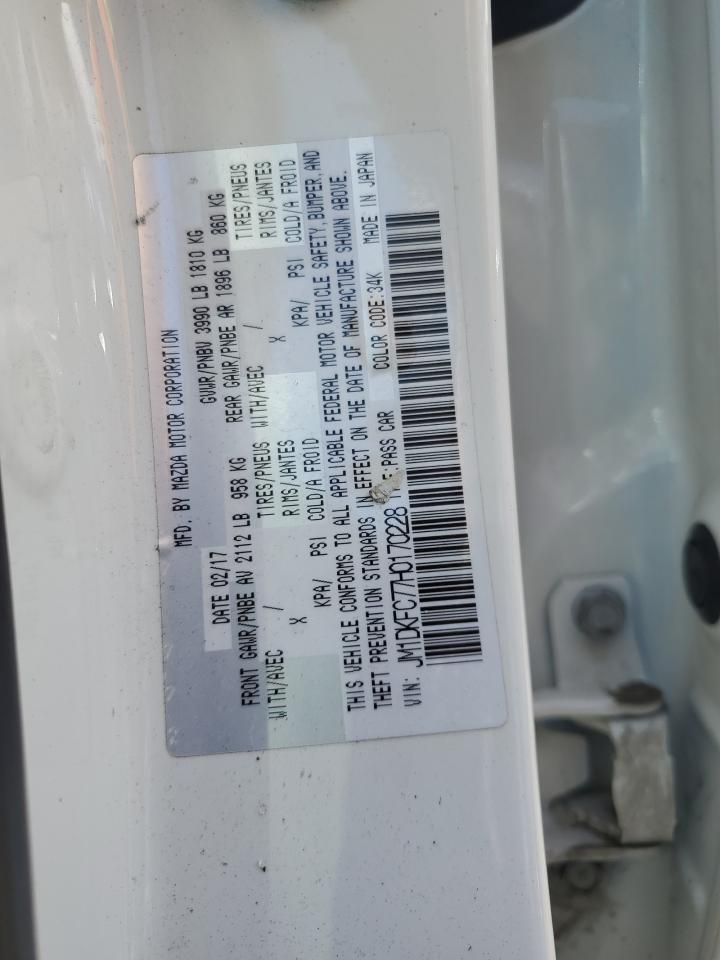 MFD. BY MAZDA MOTOR CORPORATION
DATE 02/17 GVWR/PNBV 3990 LB 1810 KG
FRONT GAWR/PNBE AV 2112 LB 958 KG REAR GAWR/PNBE AR 1896 LB 860 KG
TIRES/PNEUS TIRES/PNEUS
WITH/AVEC / RIMS/JANTES WITH/AVEC / RIMS/JANTES
X X
KPA/ PSI COLD/A FROID KPA/ PSI COLD/A FROID
THIS VEHICLE CONFORMS TO ALL APPLICABLE FEDERAL MOTOR VEHICLE SAFETY, BUMPER, AND
THEFT PREVENTION STANDARDS IN EFFECT ON THE DATE OF MANUFACTURE SHOWN ABOVE.
VIN: JM1DKFC77H0170228 :PASS CAR COLOR CODE:34K MADE IN JAPAN